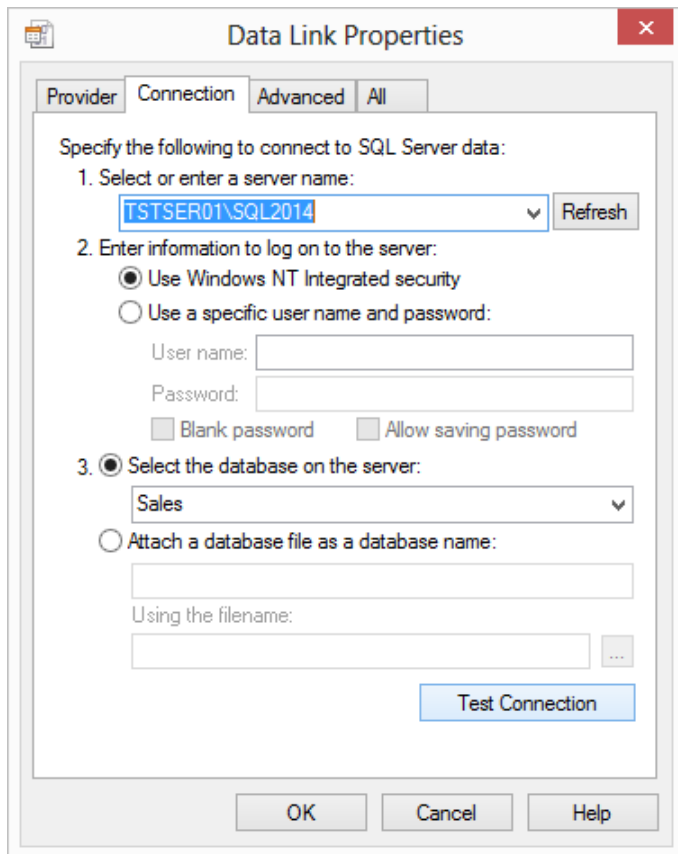 Data Link Properties
Provider Connection Advanced All
Specify the following to connect to SQL Server data:
1. Select or enter a server name:
TSTSER01\SQL2014 Refresh
2. Enter information to log on to the server:
Use Windows NT Integrated security
Use a specific user name and password:
User name:
Password:
Blank password Allow saving password
3. Select the database on the server:
Sales
Attach a database file as a database name:
Using the filename:
...
Test Connection
OK Cancel Help